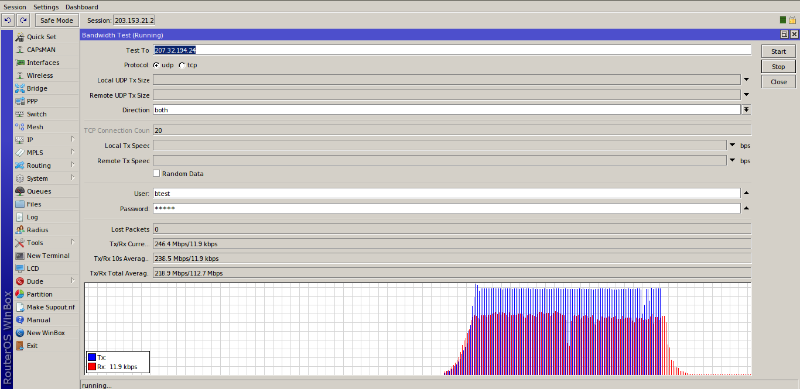 Session Settings Dashboard
Safe Mode Session: 203.153.21.2
Bandwidth Test (Running)
Quick Set
CAPsMAN
Interfaces
Wireless
Bridge
PPP
Switch
Mesh
IP
MPLS
Routing
System
Queues
Files
Log
Radius
Tools
New Terminal
LCD
Dude
Partition
Make Supout.rif
Manual
New WinBox
Exit
RouterOS WinBox
Test To: 207.32.194.24
Protocol: udp tcp
Local UDP Tx Size
Remote UDP Tx Size
Direction: both
TCP Connection Coun 20
Local Tx Speed: bps
Remote Tx Speed: bps
Random Data
User: btest
Password: *****
Lost Packets 0
Tx/Rx Curre.. 246.4 Mbps/11.9 kbps
Tx/Rx 10s Averag.. 238.5 Mbps/11.9 kbps
Tx/Rx Total Averag. 218.9 Mbps/112.7 Mbps
Tx:
Rx: 11.9 kbps
Start
Stop
Close
running...